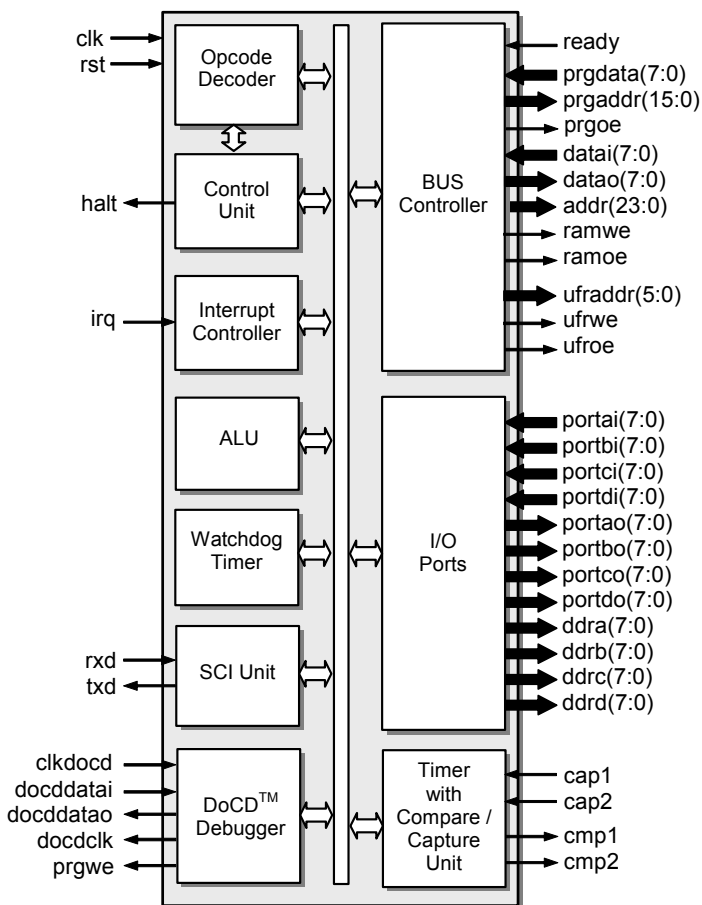 clk
rst
halt
irq
rxd
txd
clkdocd
docddatai
docddatao
docdclk
prgwe
Opcode
Decoder
Control
Unit
Interrupt
Controller
ALU
Watchdog
Timer
SCI Unit
DoCD™
Debugger
BUS
Controller
I/O
Ports
Timer
with
Compare /
Capture
Unit
ready
prgdata(7:0)
prgaddr(15:0)
prgoe
datai(7:0)
datao(7:0)
addr(23:0)
ramwe
ramoe
ufraddr(5:0)
ufrwe
ufroe
portai(7:0)
portbi(7:0)
portci(7:0)
portdi(7:0)
portao(7:0)
portbo(7:0)
portco(7:0)
portdo(7:0)
ddra(7:0)
ddrb(7:0)
ddrc(7:0)
ddrd(7:0)
cap1
cap2
cmp1
cmp2